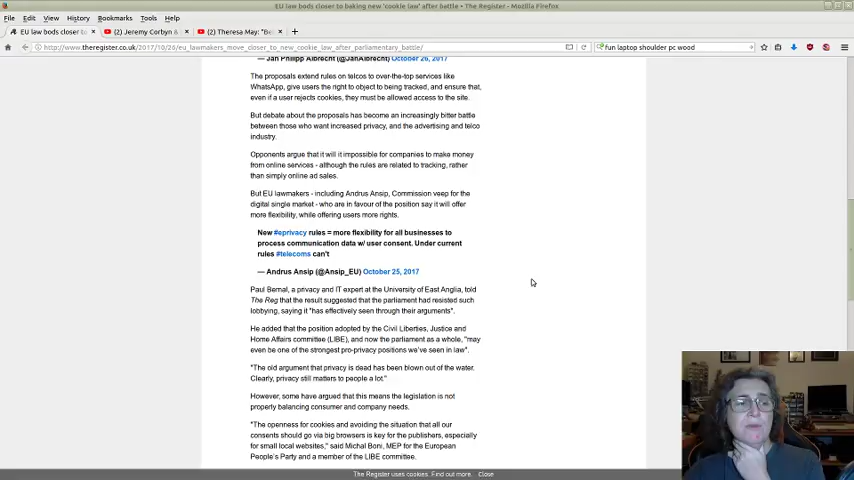 EU law bods closer to baking new 'cookie law' after battle • The Register - Mozilla Firefox
File Edit View History Bookmarks Tools Help
EU law bods closer to b... × (2) Jeremy Corbyn & × (2) Theresa May: "Be ×
http://www.theregister.co.uk/2017/10/26/eu_lawmakers_move_closer_to_new_cookie_law_after_parliamentary_battle/ fun laptop shoulder pc wood
— Jan Philipp Albrecht (@JanAlbrecht) October 26, 2017
The proposals extend rules on telcos to over-the-top services like
WhatsApp, give users the right to object to being tracked, and ensure that,
even if a user rejects cookies, they must be allowed access to the site.
But debate about the proposals has become an increasingly bitter battle
between those who want increased privacy, and the advertising and telco
industry.
Opponents argue that it will it impossible for companies to make money
from online services - although the rules are related to tracking, rather
than simply online ad sales.
But EU lawmakers - including Andrus Ansip, Commission veep for the
digital single market - who are in favour of the position say it will offer
more flexibility, while offering users more rights.
New #eprivacy rules = more flexibility for all businesses to
process communication data w/ user consent. Under current
rules #telecoms can't
— Andrus Ansip (@Ansip_EU) October 25, 2017
Paul Bernal, a privacy and IT expert at the University of East Anglia, told
The Reg that the result suggested that the parliament had resisted such
lobbying, saying it "has effectively seen through their arguments".
He added that the position adopted by the Civil Liberties, Justice and
Home Affairs committee (LIBE), and now the parliament as a whole, "may
even be one of the strongest pro-privacy positions we've seen in law".
"The old argument that privacy is dead has been blown out of the water.
Clearly, privacy still matters to people a lot."
However, some have argued that this means the legislation is not
properly balancing consumer and company needs.
"The openness for cookies and avoiding the situation that all our
consents should go via big browsers is key for the publishers, especially
for small local websites," said Michal Boni, MEP for the European
People's Party and a member of the LIBE committee.
The Register uses cookies. Find out more. Close